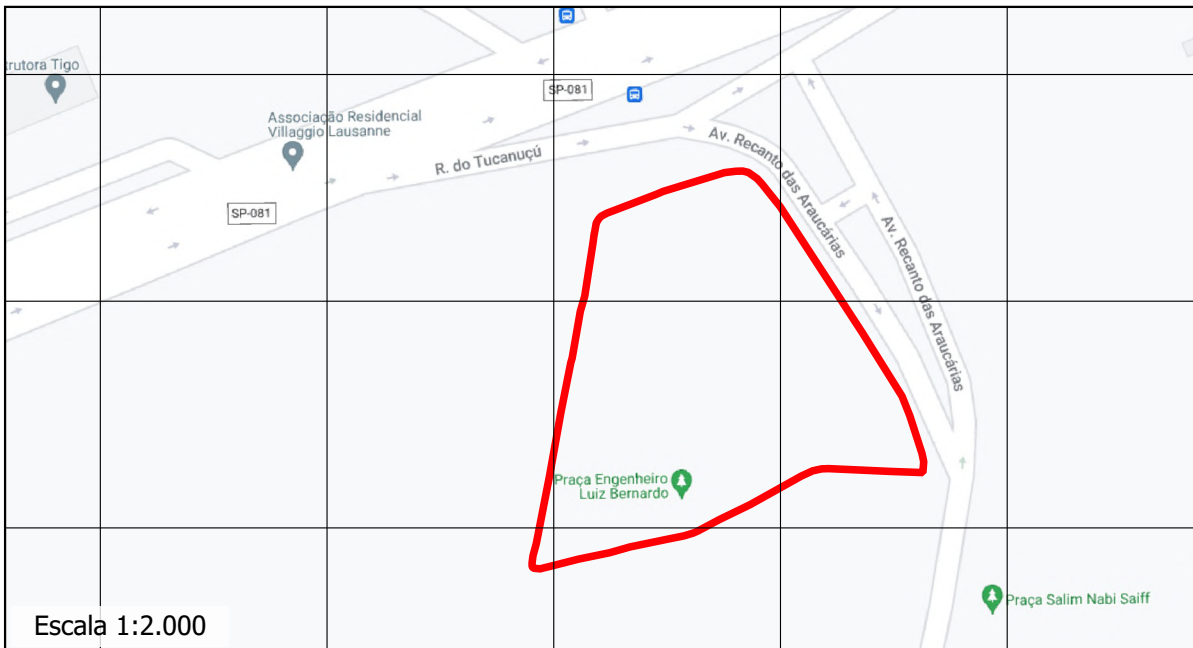 trutora Tigo
SP-081
Associação Residencial
Villaggio Lausanne
R. do Tucanuçú
Av. Recanto das Araucárias
SP-081
Av. Recanto das Araucárias
Praça Engenheiro
Luiz Bernardo
Praça Salim Nabi Saiff
Escala 1:2.000